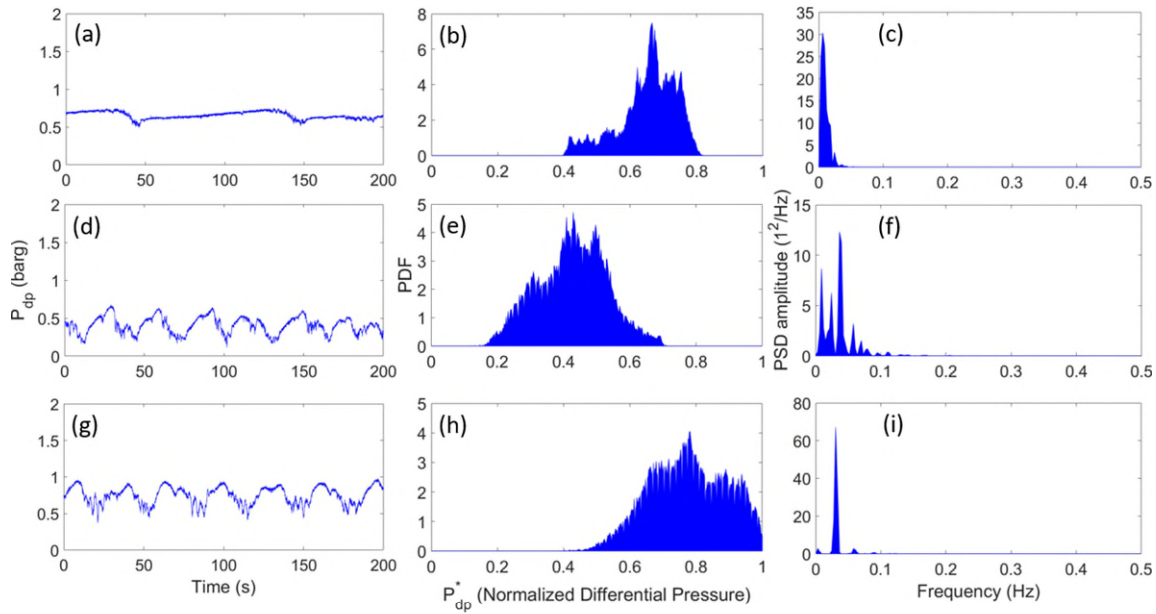 (a)
2
1.5
1
0.5
0
0 50 100 150 200
(b)
8
6
4
2
0
0 0.2 0.4 0.6 0.8 1
(c)
35
30
25
20
15
10
5
0
0 0.1 0.2 0.3 0.4 0.5
(d)
P_dp (barg)
2
1.5
1
0.5
0
0 50 100 150 200
(e)
PDF
5
4
3
2
1
0
0 0.2 0.4 0.6 0.8 1
(f)
PSD amplitude (1^2/Hz)
15
10
5
0
0 0.1 0.2 0.3 0.4 0.5
(g)
2
1.5
1
0.5
0
0 50 100 150 200
Time (s)
(h)
5
4
3
2
1
0
0 0.2 0.4 0.6 0.8 1
P*_dp (Normalized Differential Pressure)
(i)
80
60
40
20
0
0 0.1 0.2 0.3 0.4 0.5
Frequency (Hz)